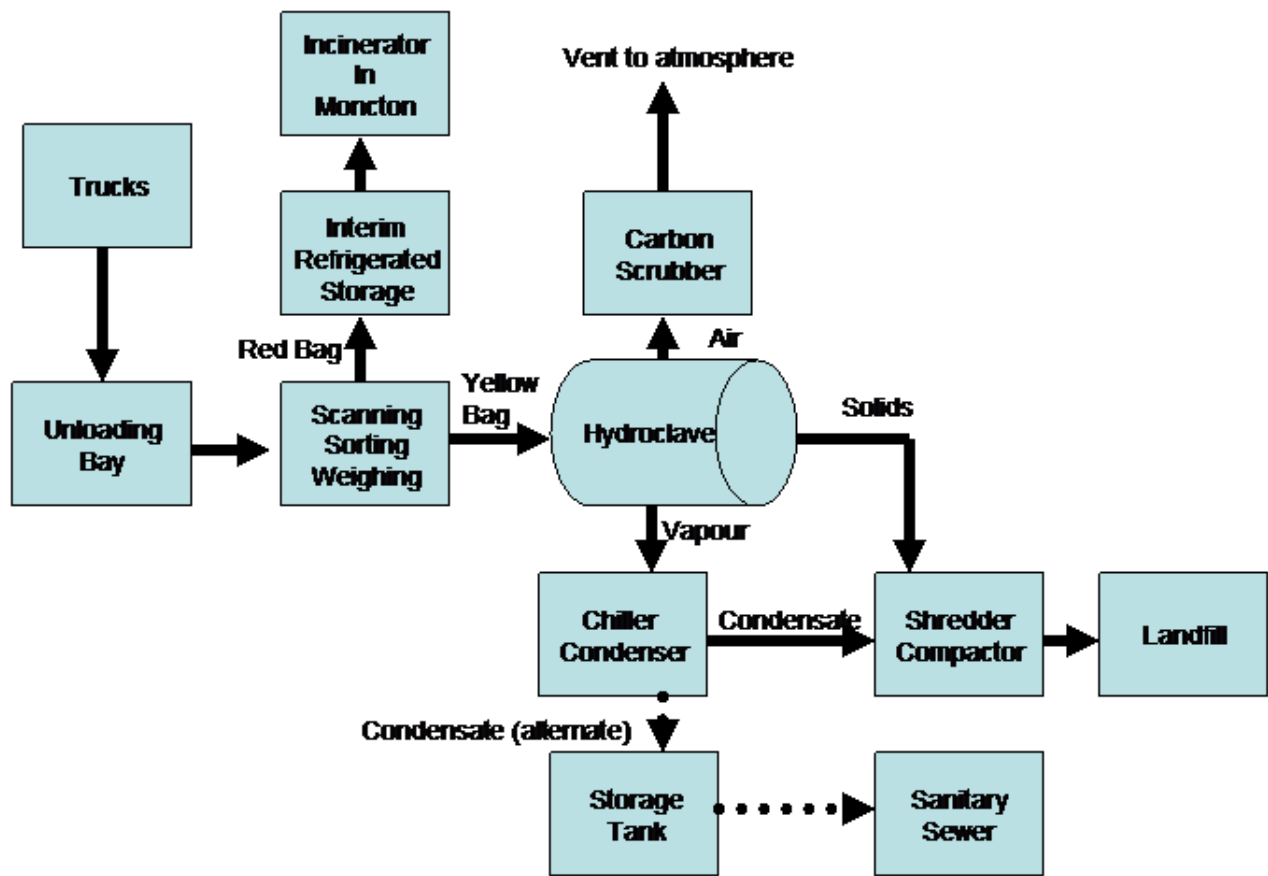 Incinerator
In
Moncton
Vent to atmosphere
Trucks
Interim
Refrigerated
Storage
Carbon
Scrubber
Red Bag
Air
Yellow
Bag
Solids
Unloading
Bay
Scanning
Sorting
Weighing
Hydroclave
Vapour
Chiller
Condenser
Condensate
Shredder
Compactor
Landfill
Condensate (alternate)
Storage
Tank
Sanitary
Sewer